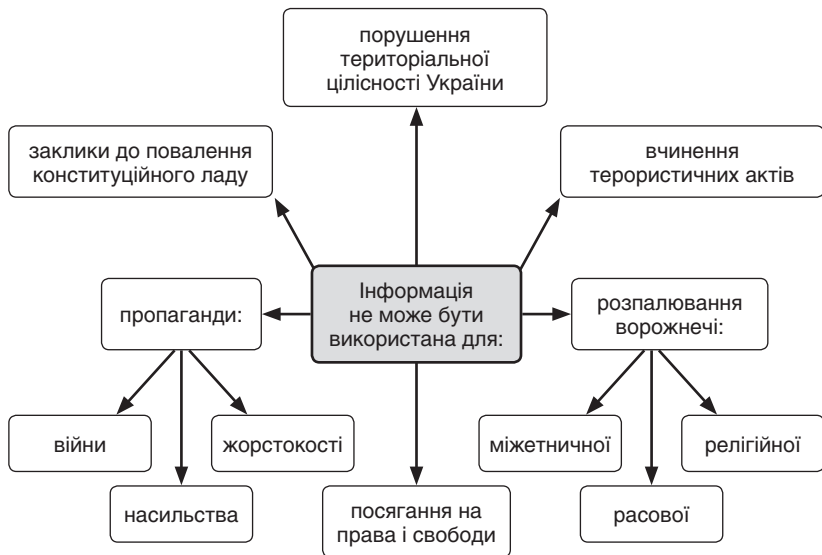 порушення
територіальної
цілісності України
заклики до повалення
конституційного ладу
вчинення
терористичних актів
Інформація
не може бути
використана для:
пропаганди:
розпалювання
ворожнечі:
війни
жорстокості
міжетничної
релігійної
насильства
посягання на
права і свободи
расової